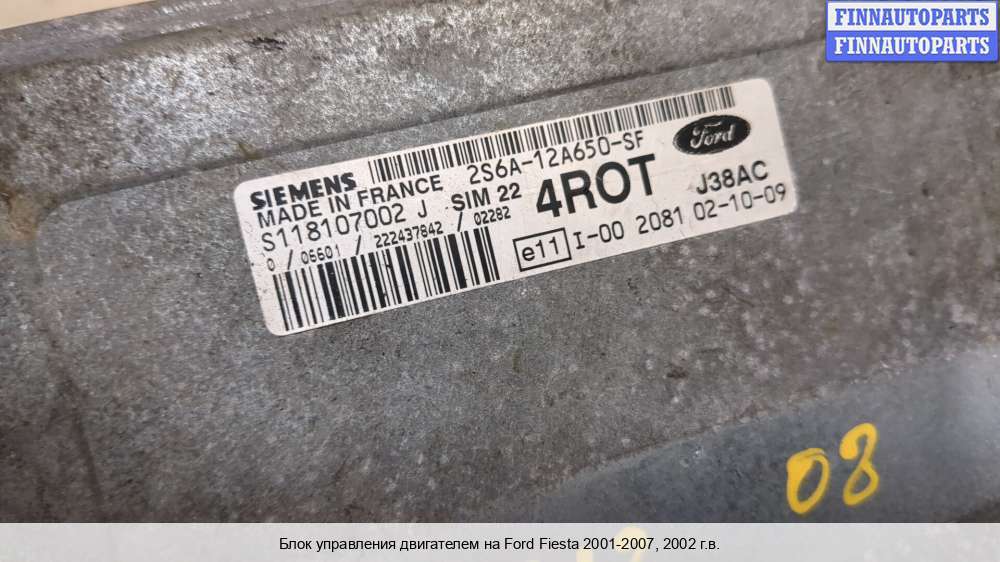 FINNAUTOPARTS
FINNAUTOPARTS
2S6A-12A650-SF
Ford
SIEMENS
MADE IN FRANCE
SIM 22
4ROT
J38AC
S118107002 J
0 / 06601 / 222437842 / 02282
e11 I-00 2081 02-10-09
08
Блок управления двигателем на Ford Fiesta 2001-2007, 2002 г.в.